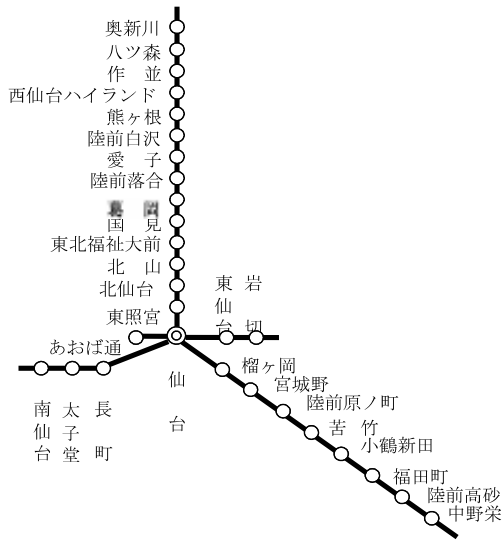 奥新川
八ツ森
作並
西仙台ハイランド
熊ヶ根
陸前白沢
愛子
陸前落合
葛岡
国見
東北福祉大前
北山
北仙台
東照宮
東仙台
岩切
あおば通
仙台
榴ヶ岡
宮城野
陸前原ノ町
苦竹
小鶴新田
福田町
陸前高砂
中野栄
長町
太子堂
南仙台